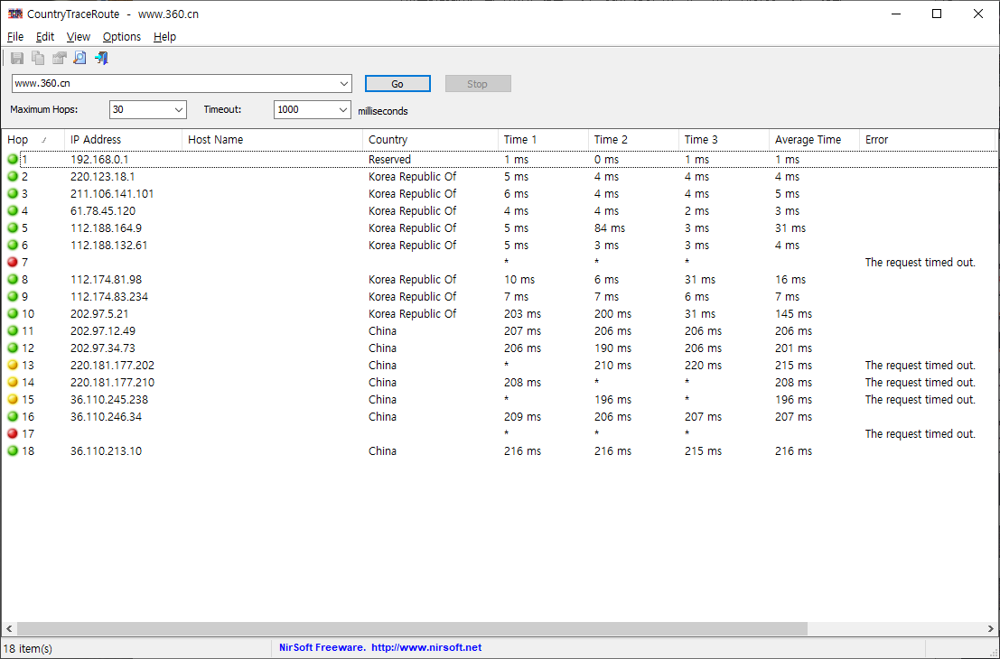 CountryTraceRoute - www.360.cn
File Edit View Options Help
www.360.cn Go Stop
Maximum Hops: 30 Timeout: 1000 milliseconds
Hop IP Address Host Name Country Time 1 Time 2 Time 3 Average Time Error
1 192.168.0.1 Reserved 1 ms 0 ms 1 ms 1 ms
2 220.123.18.1 Korea Republic Of 5 ms 4 ms 4 ms 4 ms
3 211.106.141.101 Korea Republic Of 6 ms 4 ms 4 ms 5 ms
4 61.78.45.120 Korea Republic Of 4 ms 4 ms 2 ms 3 ms
5 112.188.164.9 Korea Republic Of 5 ms 84 ms 3 ms 31 ms
6 112.188.132.61 Korea Republic Of 5 ms 3 ms 3 ms 4 ms
7 * * * The request timed out.
8 112.174.81.98 Korea Republic Of 10 ms 6 ms 31 ms 16 ms
9 112.174.83.234 Korea Republic Of 7 ms 7 ms 6 ms 7 ms
10 202.97.5.21 Korea Republic Of 203 ms 200 ms 31 ms 145 ms
11 202.97.12.49 China 207 ms 206 ms 206 ms 206 ms
12 202.97.34.73 China 206 ms 190 ms 206 ms 201 ms
13 220.181.177.202 China * 210 ms 220 ms 215 ms The request timed out.
14 220.181.177.210 China 208 ms * * 208 ms The request timed out.
15 36.110.245.238 China * 196 ms * 196 ms The request timed out.
16 36.110.246.34 China 209 ms 206 ms 207 ms 207 ms
17 * * * The request timed out.
18 36.110.213.10 China 216 ms 216 ms 215 ms 216 ms
18 item(s) NirSoft Freeware. http://www.nirsoft.net